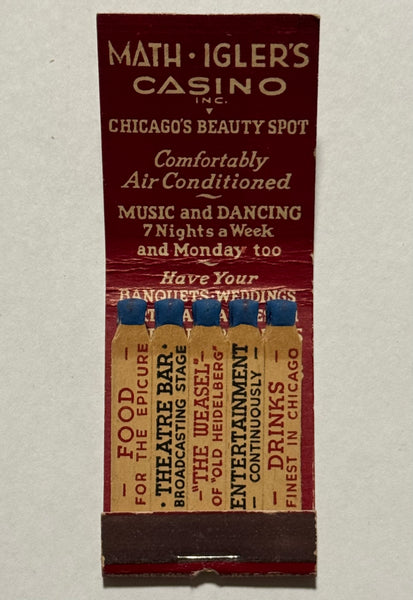 MATH • IGLER'S
CASINO
INC.
CHICAGO'S BEAUTY SPOT
Comfortably
Air Conditioned
MUSIC and DANCING
7 Nights a Week
and Monday too
Have Your
BANQUETS-WEDDINGS
- FOOD -
FOR THE EPICURE
• THEATRE BAR •
BROADCASTING STAGE
-"THE WEASEL"-
OF "OLD HEIDELBERG"
ENTERTAINMENT
- CONTINUOUSLY -
- DRINKS -
FINEST IN CHICAGO